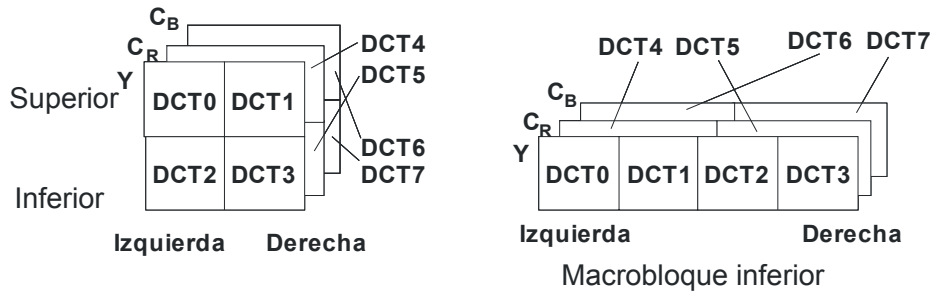 C_B
C_R
Y
Superior
DCT0 DCT1
DCT2 DCT3
DCT4
DCT5
DCT6
DCT7
Inferior
Izquierda Derecha
DCT4 DCT5 DCT6 DCT7
C_B
C_R
Y
DCT0 DCT1 DCT2 DCT3
Izquierda Derecha
Macrobloque inferior